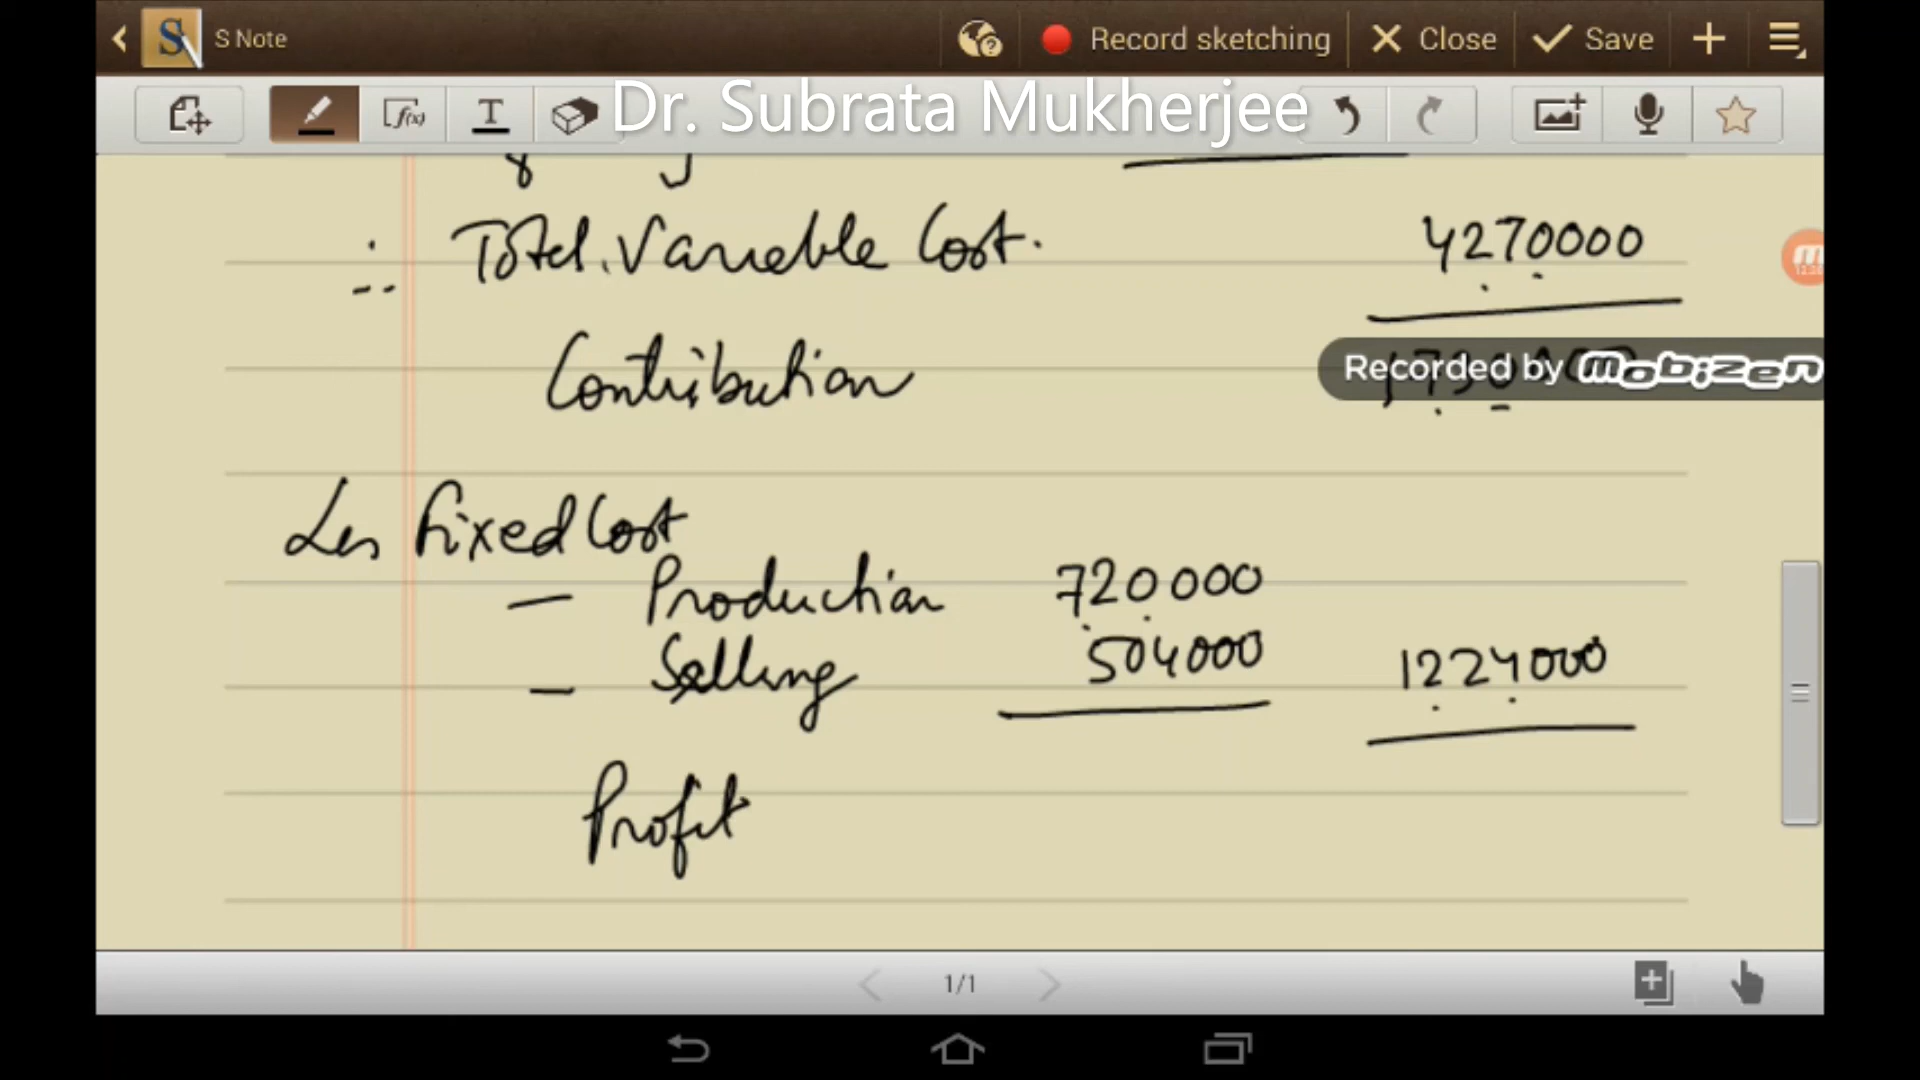 S Note
Record sketching
Close
Save
Dr. Subrata Mukherjee
∴ Total Variable Cost. 4270000
Contribution
Recorded by mobizen
Less Fixed Cost
– Production 720000
– Selling 504000 1224000
Profit
1/1